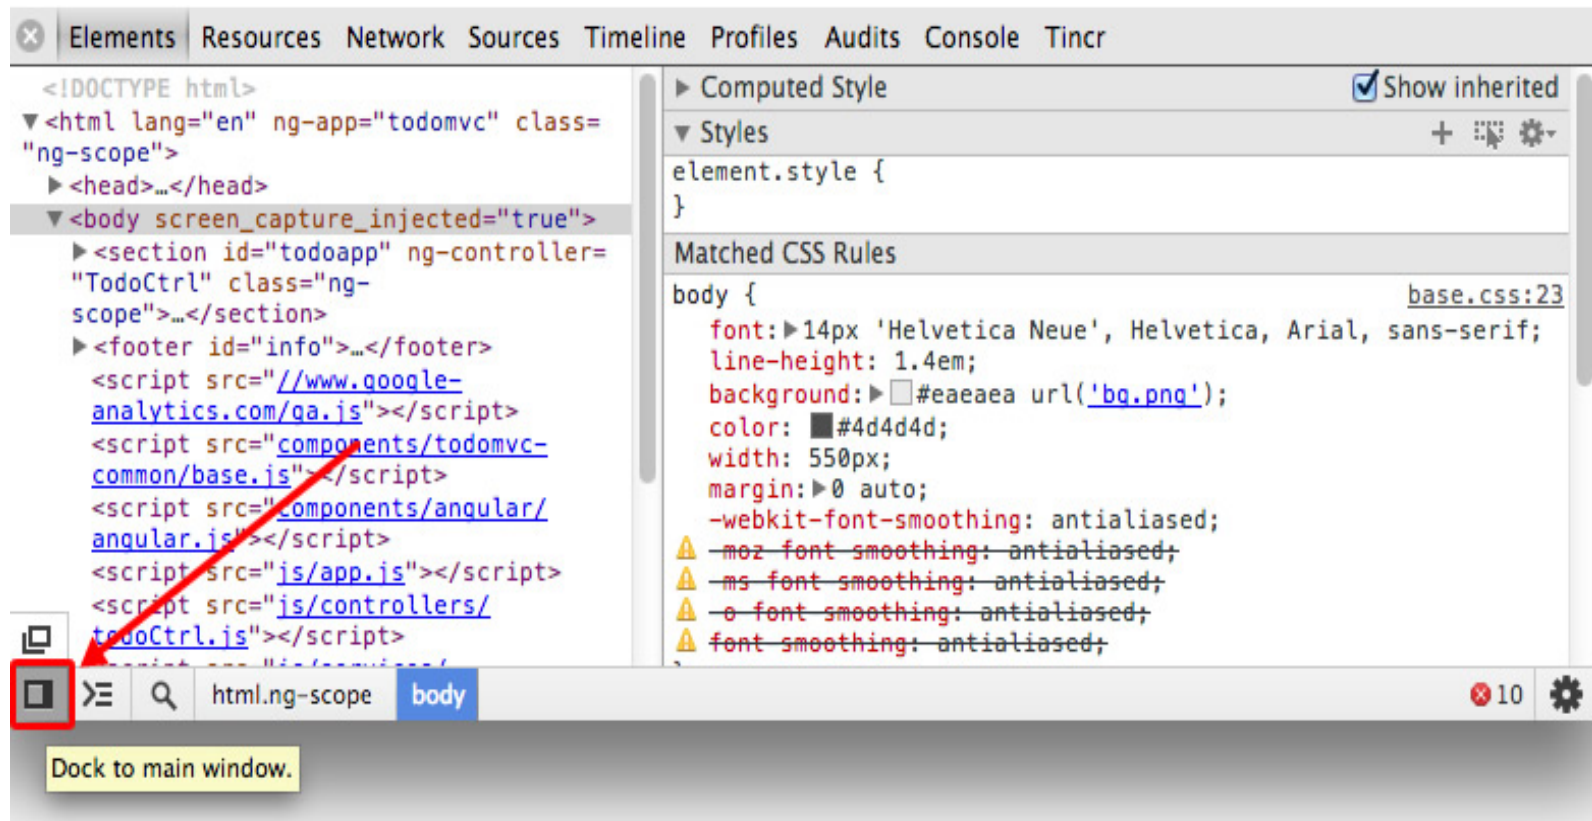 Elements Resources Network Sources Timeline Profiles Audits Console Tincr
<!DOCTYPE html>
▼<html lang="en" ng-app="todomvc" class=
"ng-scope">
▶<head>…</head>
▼<body screen_capture_injected="true">
▶<section id="todoapp" ng-controller=
"TodoCtrl" class="ng-
scope">…</section>
▶<footer id="info">…</footer>
<script src="//www.google-
analytics.com/ga.js"></script>
<script src="components/todomvc-
common/base.js"></script>
<script src="components/angular/
angular.js"></script>
<script src="js/app.js"></script>
<script src="js/controllers/
todoCtrl.js"></script>
<script src="js/services/
▶ Computed Style Show inherited
▼ Styles
element.style {
}
Matched CSS Rules
body { base.css:23
font:▶14px 'Helvetica Neue', Helvetica, Arial, sans-serif;
line-height: 1.4em;
background:▶#eaeaea url('bg.png');
color: #4d4d4d;
width: 550px;
margin:▶0 auto;
-webkit-font-smoothing: antialiased;
-moz-font-smoothing: antialiased;
-ms-font-smoothing: antialiased;
-o-font-smoothing: antialiased;
font-smoothing: antialiased;
}
html.ng-scope body 10
Dock to main window.